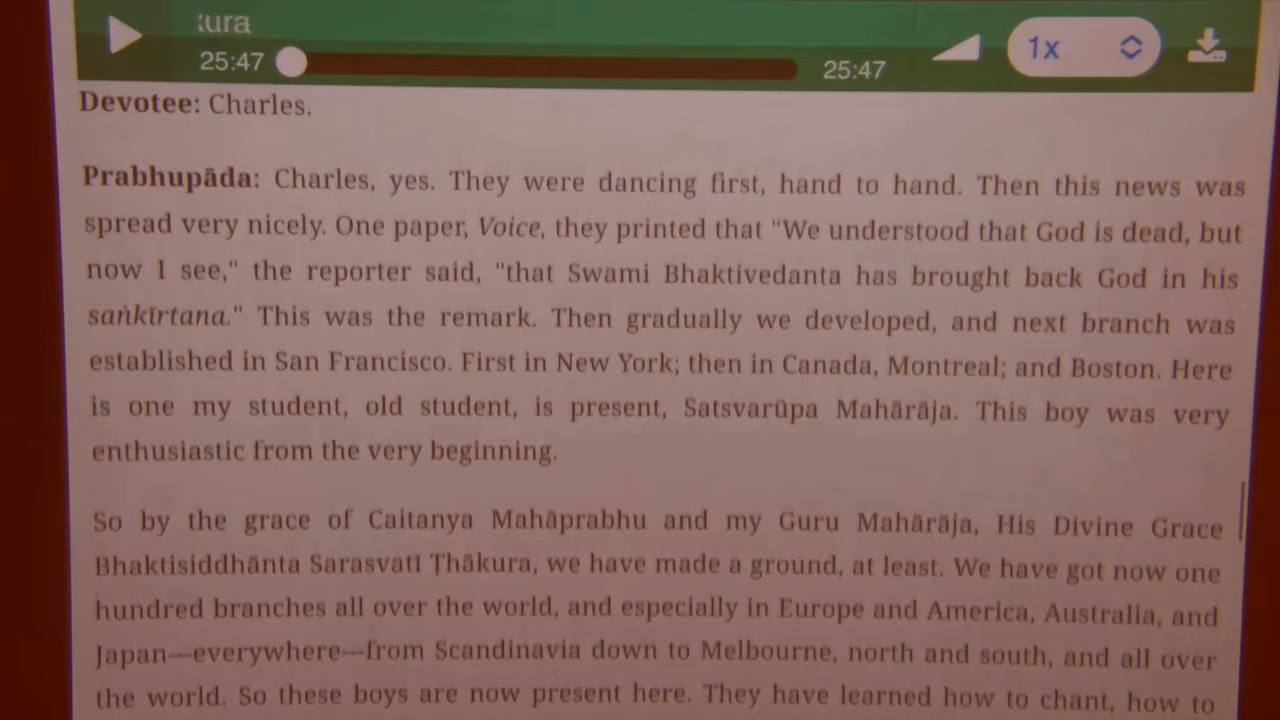 :ura
25:47
25:47
1x
Devotee: Charles.
Prabhupāda: Charles, yes. They were dancing first, hand to hand. Then this news was
spread very nicely. One paper, Voice, they printed that "We understood that God is dead, but
now I see," the reporter said, "that Swami Bhaktivedanta has brought back God in his
saṅkīrtana." This was the remark. Then gradually we developed, and next branch was
established in San Francisco. First in New York; then in Canada, Montreal; and Boston. Here
is one my student, old student, is present, Satsvarūpa Mahārāja. This boy was very
enthusiastic from the very beginning.
So by the grace of Caitanya Mahāprabhu and my Guru Mahārāja, His Divine Grace
Bhaktisiddhānta Sarasvatī Ṭhākura, we have made a ground, at least. We have got now one
hundred branches all over the world, and especially in Europe and America, Australia, and
Japan—everywhere—from Scandinavia down to Melbourne, north and south, and all over
the world. So these boys are now present here. They have learned how to chant, how to